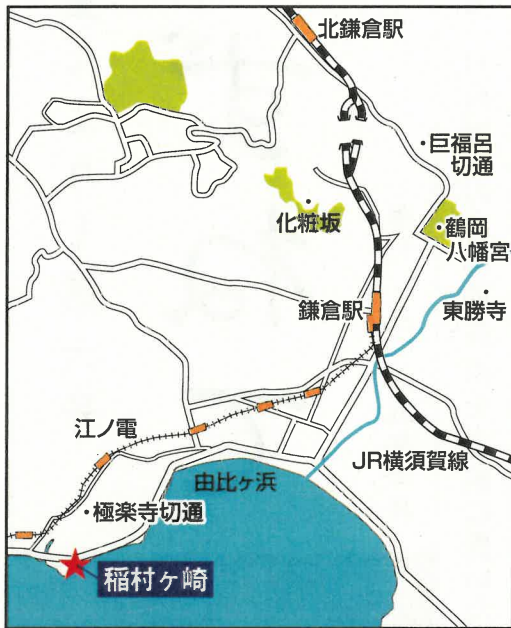 北鎌倉駅
・巨福呂
切通
化粧坂
・鶴岡
八幡宮
鎌倉駅
東勝寺
江ノ電
JR横須賀線
由比ヶ浜
・極楽寺切通
稲村ヶ崎